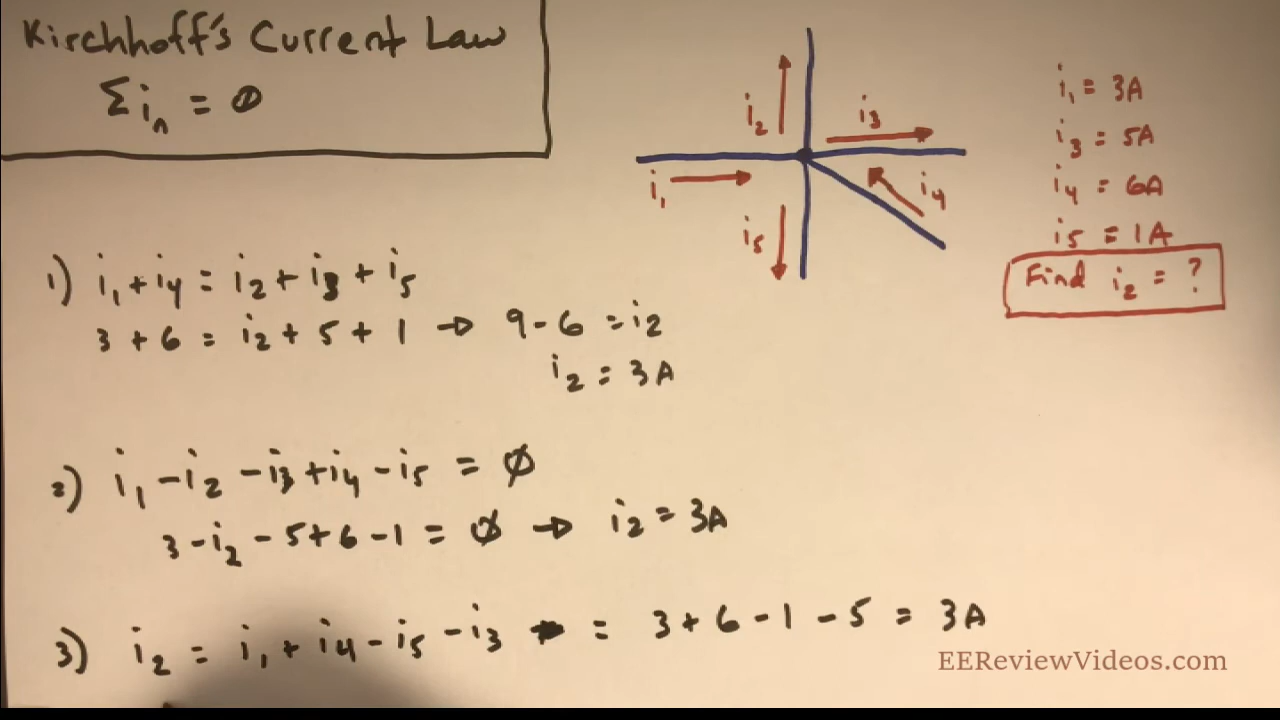 Kirchhoff's Current Law
Σ iₙ = 0
i₂
i₃
i₁
i₄
i₅
i₁ = 3A
i₃ = 5A
i₄ = 6A
i₅ = 1A
Find i₂ = ?
1) i₁ + i₄ = i₂ + i₃ + i₅
3 + 6 = i₂ + 5 + 1 → 9 - 6 = i₂
i₂ = 3A
2) i₁ - i₂ - i₃ + i₄ - i₅ = ∅
3 - i₂ - 5 + 6 - 1 = ∅ → i₂ = 3A
3) i₂ = i₁ + i₄ - i₅ - i₃ = 3 + 6 - 1 - 5 = 3A
EEReviewVideos.com